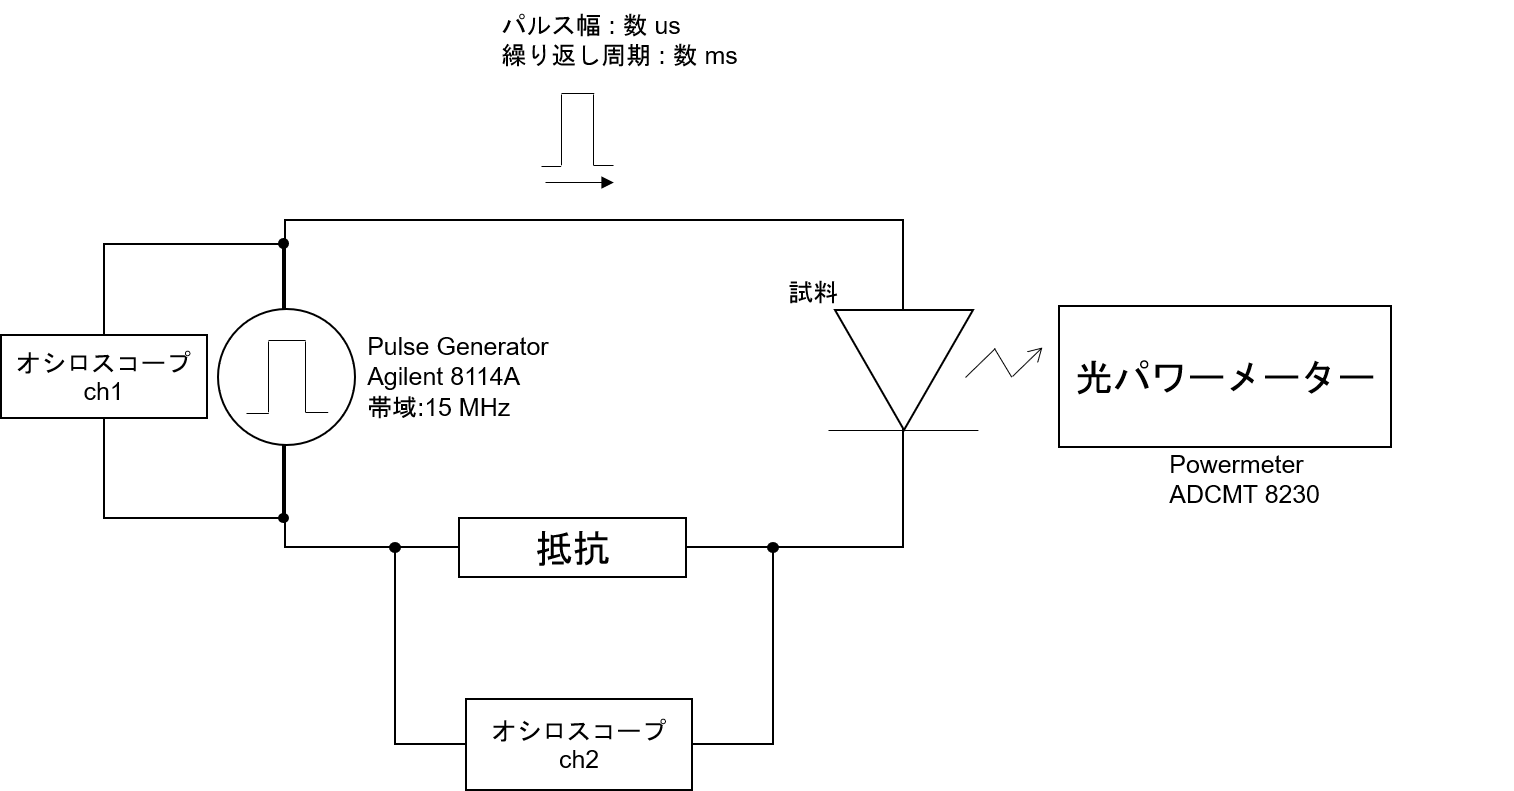 パルス幅 : 数 us
繰り返し周期 : 数 ms
試料
オシロスコープ
ch1
Pulse Generator
Agilent 8114A
帯域:15 MHz
光パワーメーター
Powermeter
ADCMT 8230
抵抗
オシロスコープ
ch2